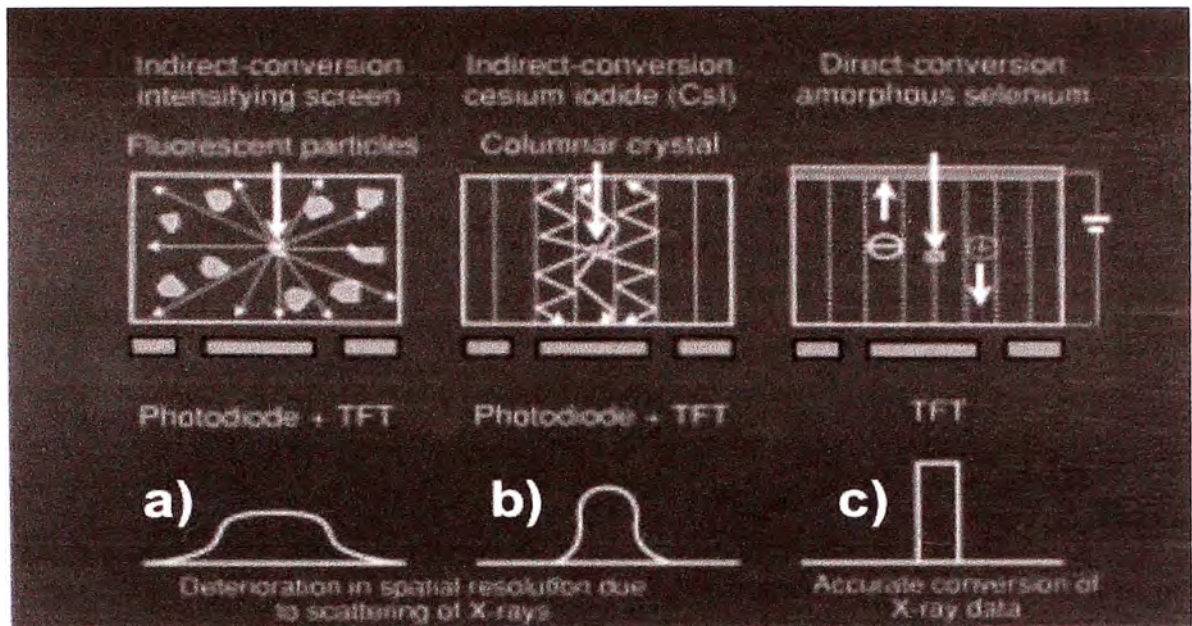 Indirect-conversion
intensifying screen
Indirect-conversion
cesium iodide (CsI)
Direct conversion
amorphous selenium
Fluorescent particles
Columnar crystal
Photodiode + TFT
Photodiode + TFT
TFT
a)
b)
c)
Deterioration in spatial resolution due
to scattering of X-rays
Accurate conversion of
X-ray data